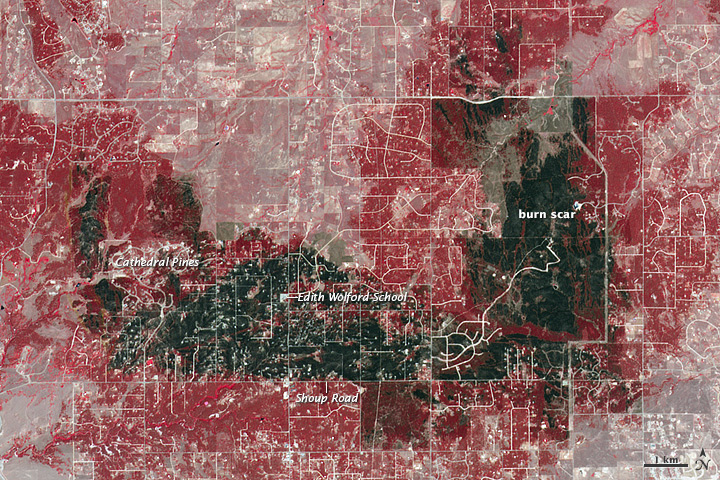 burn scar
Cathedral Pines
Edith Wolford School
Shoup Road
1 km
N